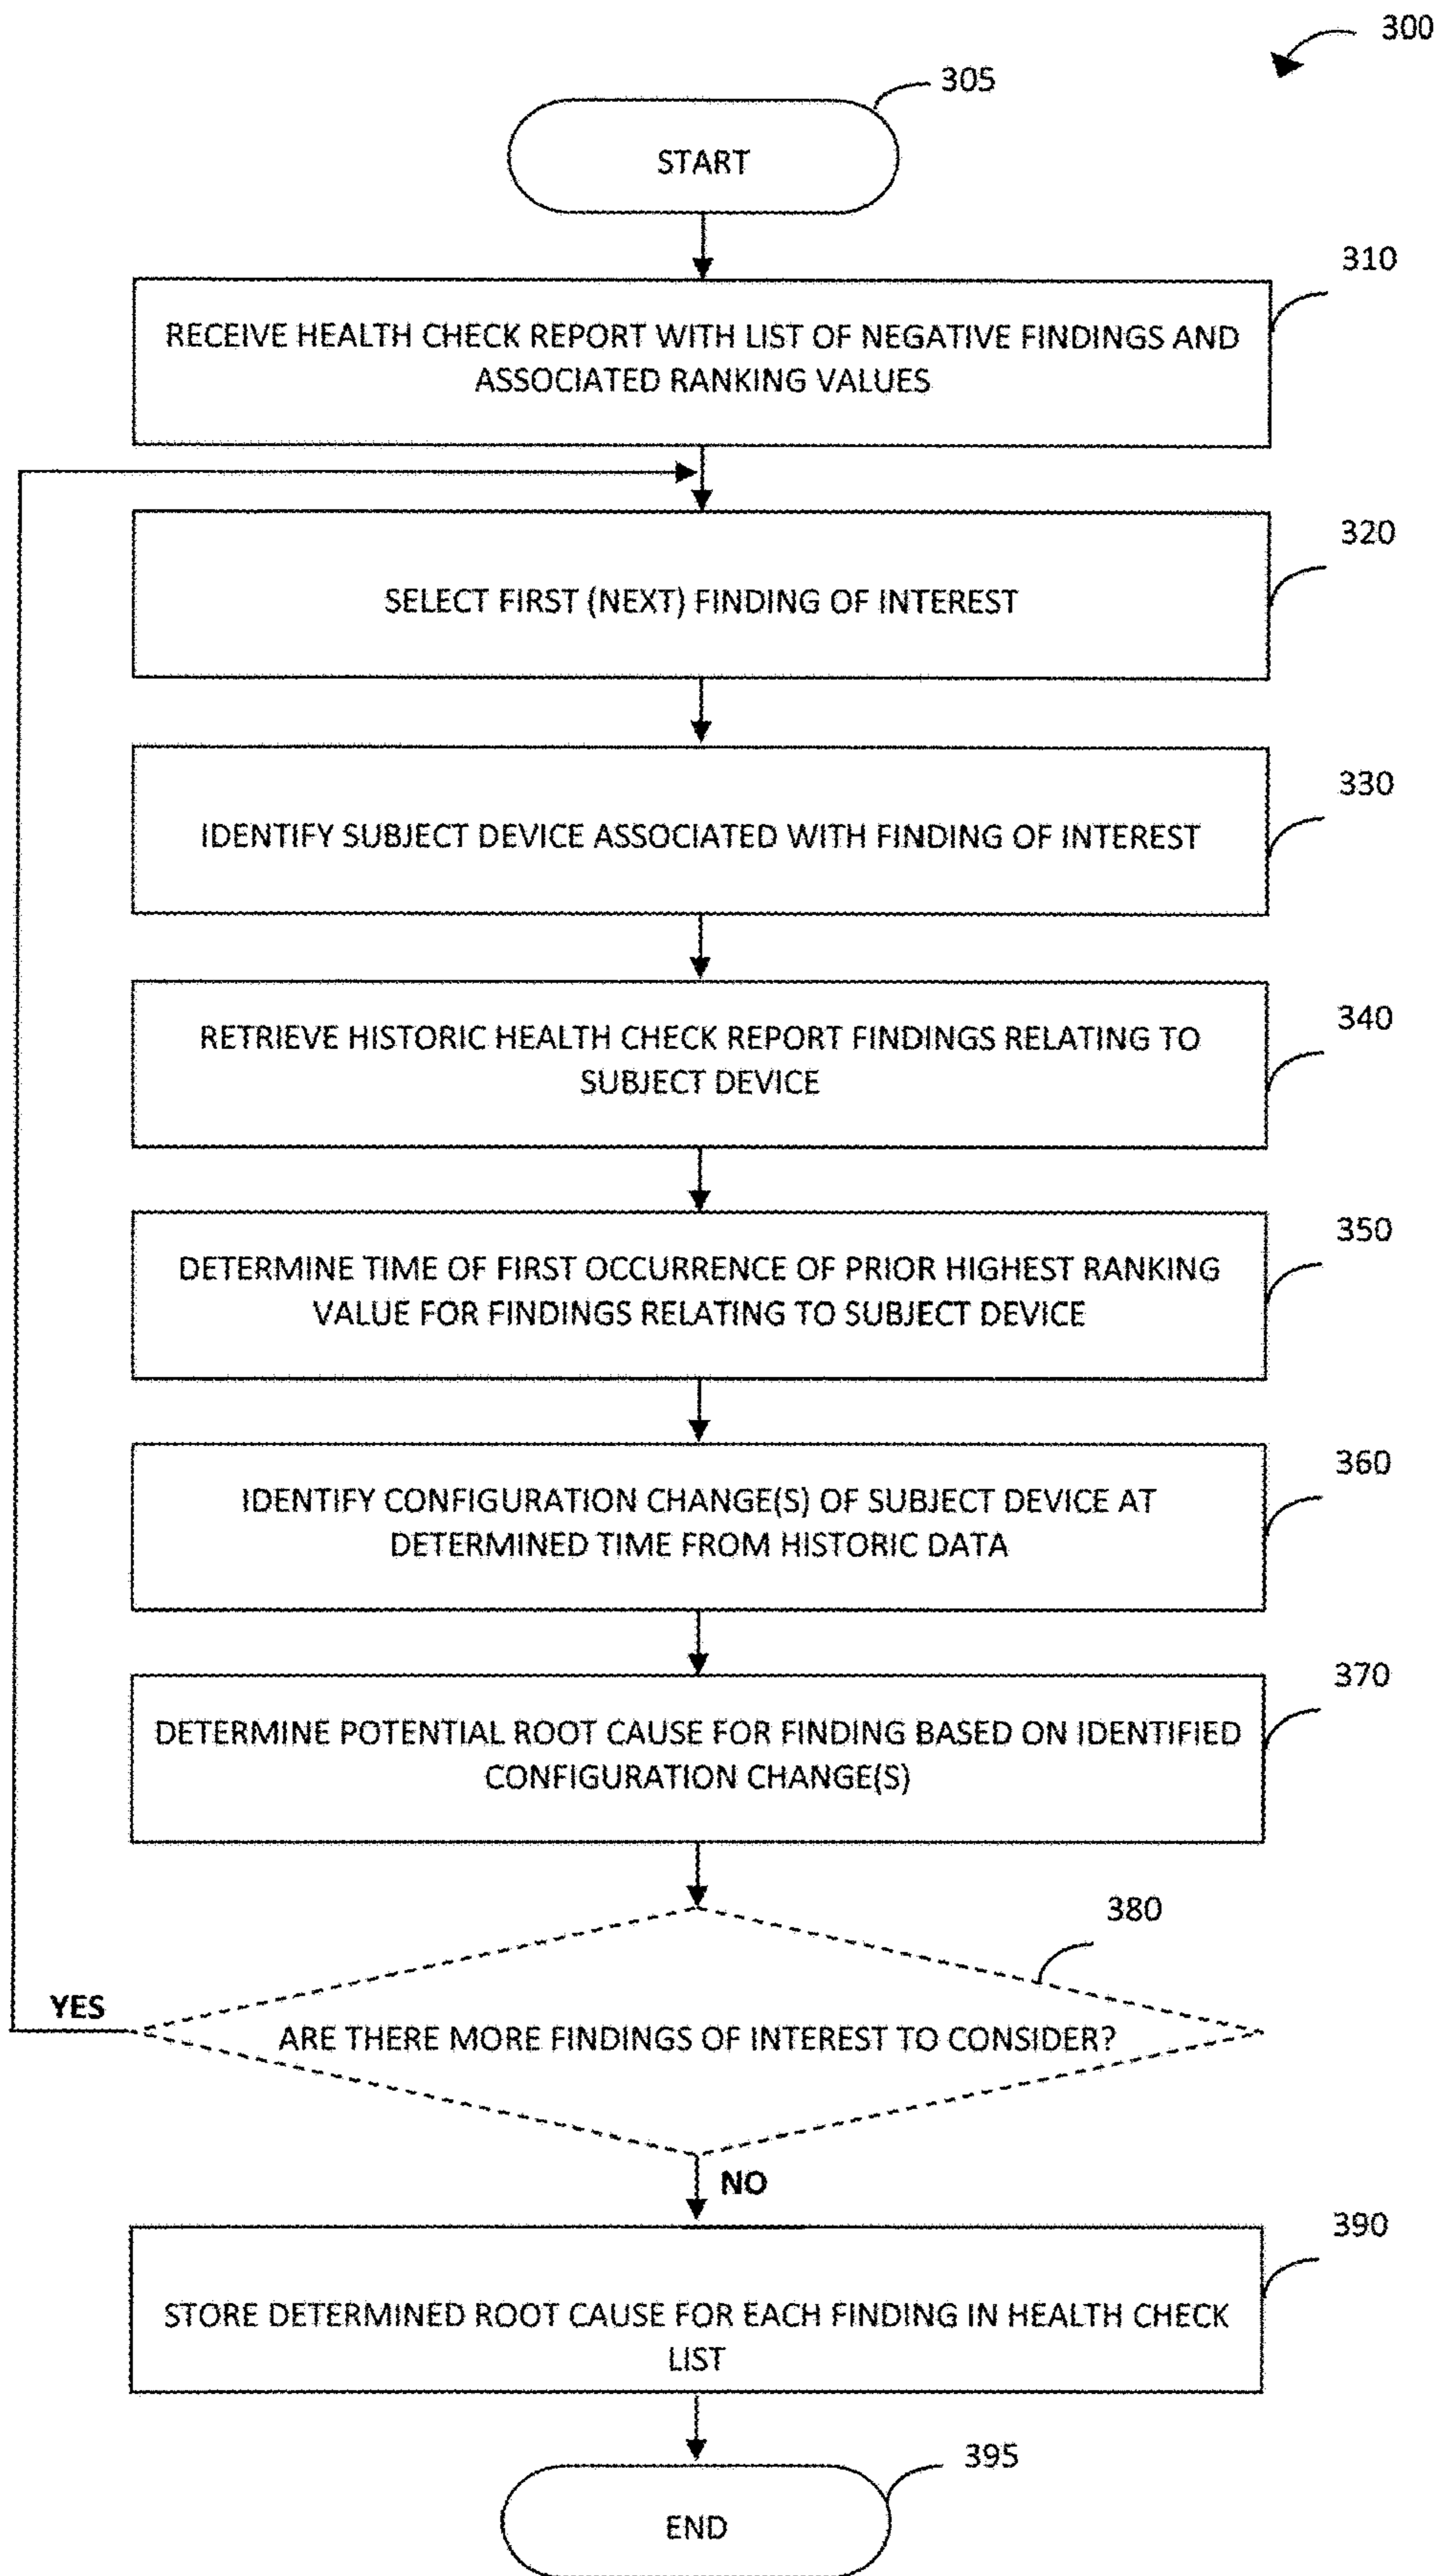 300
305
START
310
RECEIVE HEALTH CHECK REPORT WITH LIST OF NEGATIVE FINDINGS AND
ASSOCIATED RANKING VALUES
320
SELECT FIRST (NEXT) FINDING OF INTEREST
330
IDENTIFY SUBJECT DEVICE ASSOCIATED WITH FINDING OF INTEREST
340
RETRIEVE HISTORIC HEALTH CHECK REPORT FINDINGS RELATING TO
SUBJECT DEVICE
350
DETERMINE TIME OF FIRST OCCURRENCE OF PRIOR HIGHEST RANKING
VALUE FOR FINDINGS RELATING TO SUBJECT DEVICE
360
IDENTIFY CONFIGURATION CHANGE(S) OF SUBJECT DEVICE AT
DETERMINED TIME FROM HISTORIC DATA
370
DETERMINE POTENTIAL ROOT CAUSE FOR FINDING BASED ON IDENTIFIED
CONFIGURATION CHANGE(S)
380
YES
ARE THERE MORE FINDINGS OF INTEREST TO CONSIDER?
NO
390
STORE DETERMINED ROOT CAUSE FOR EACH FINDING IN HEALTH CHECK
LIST
395
END